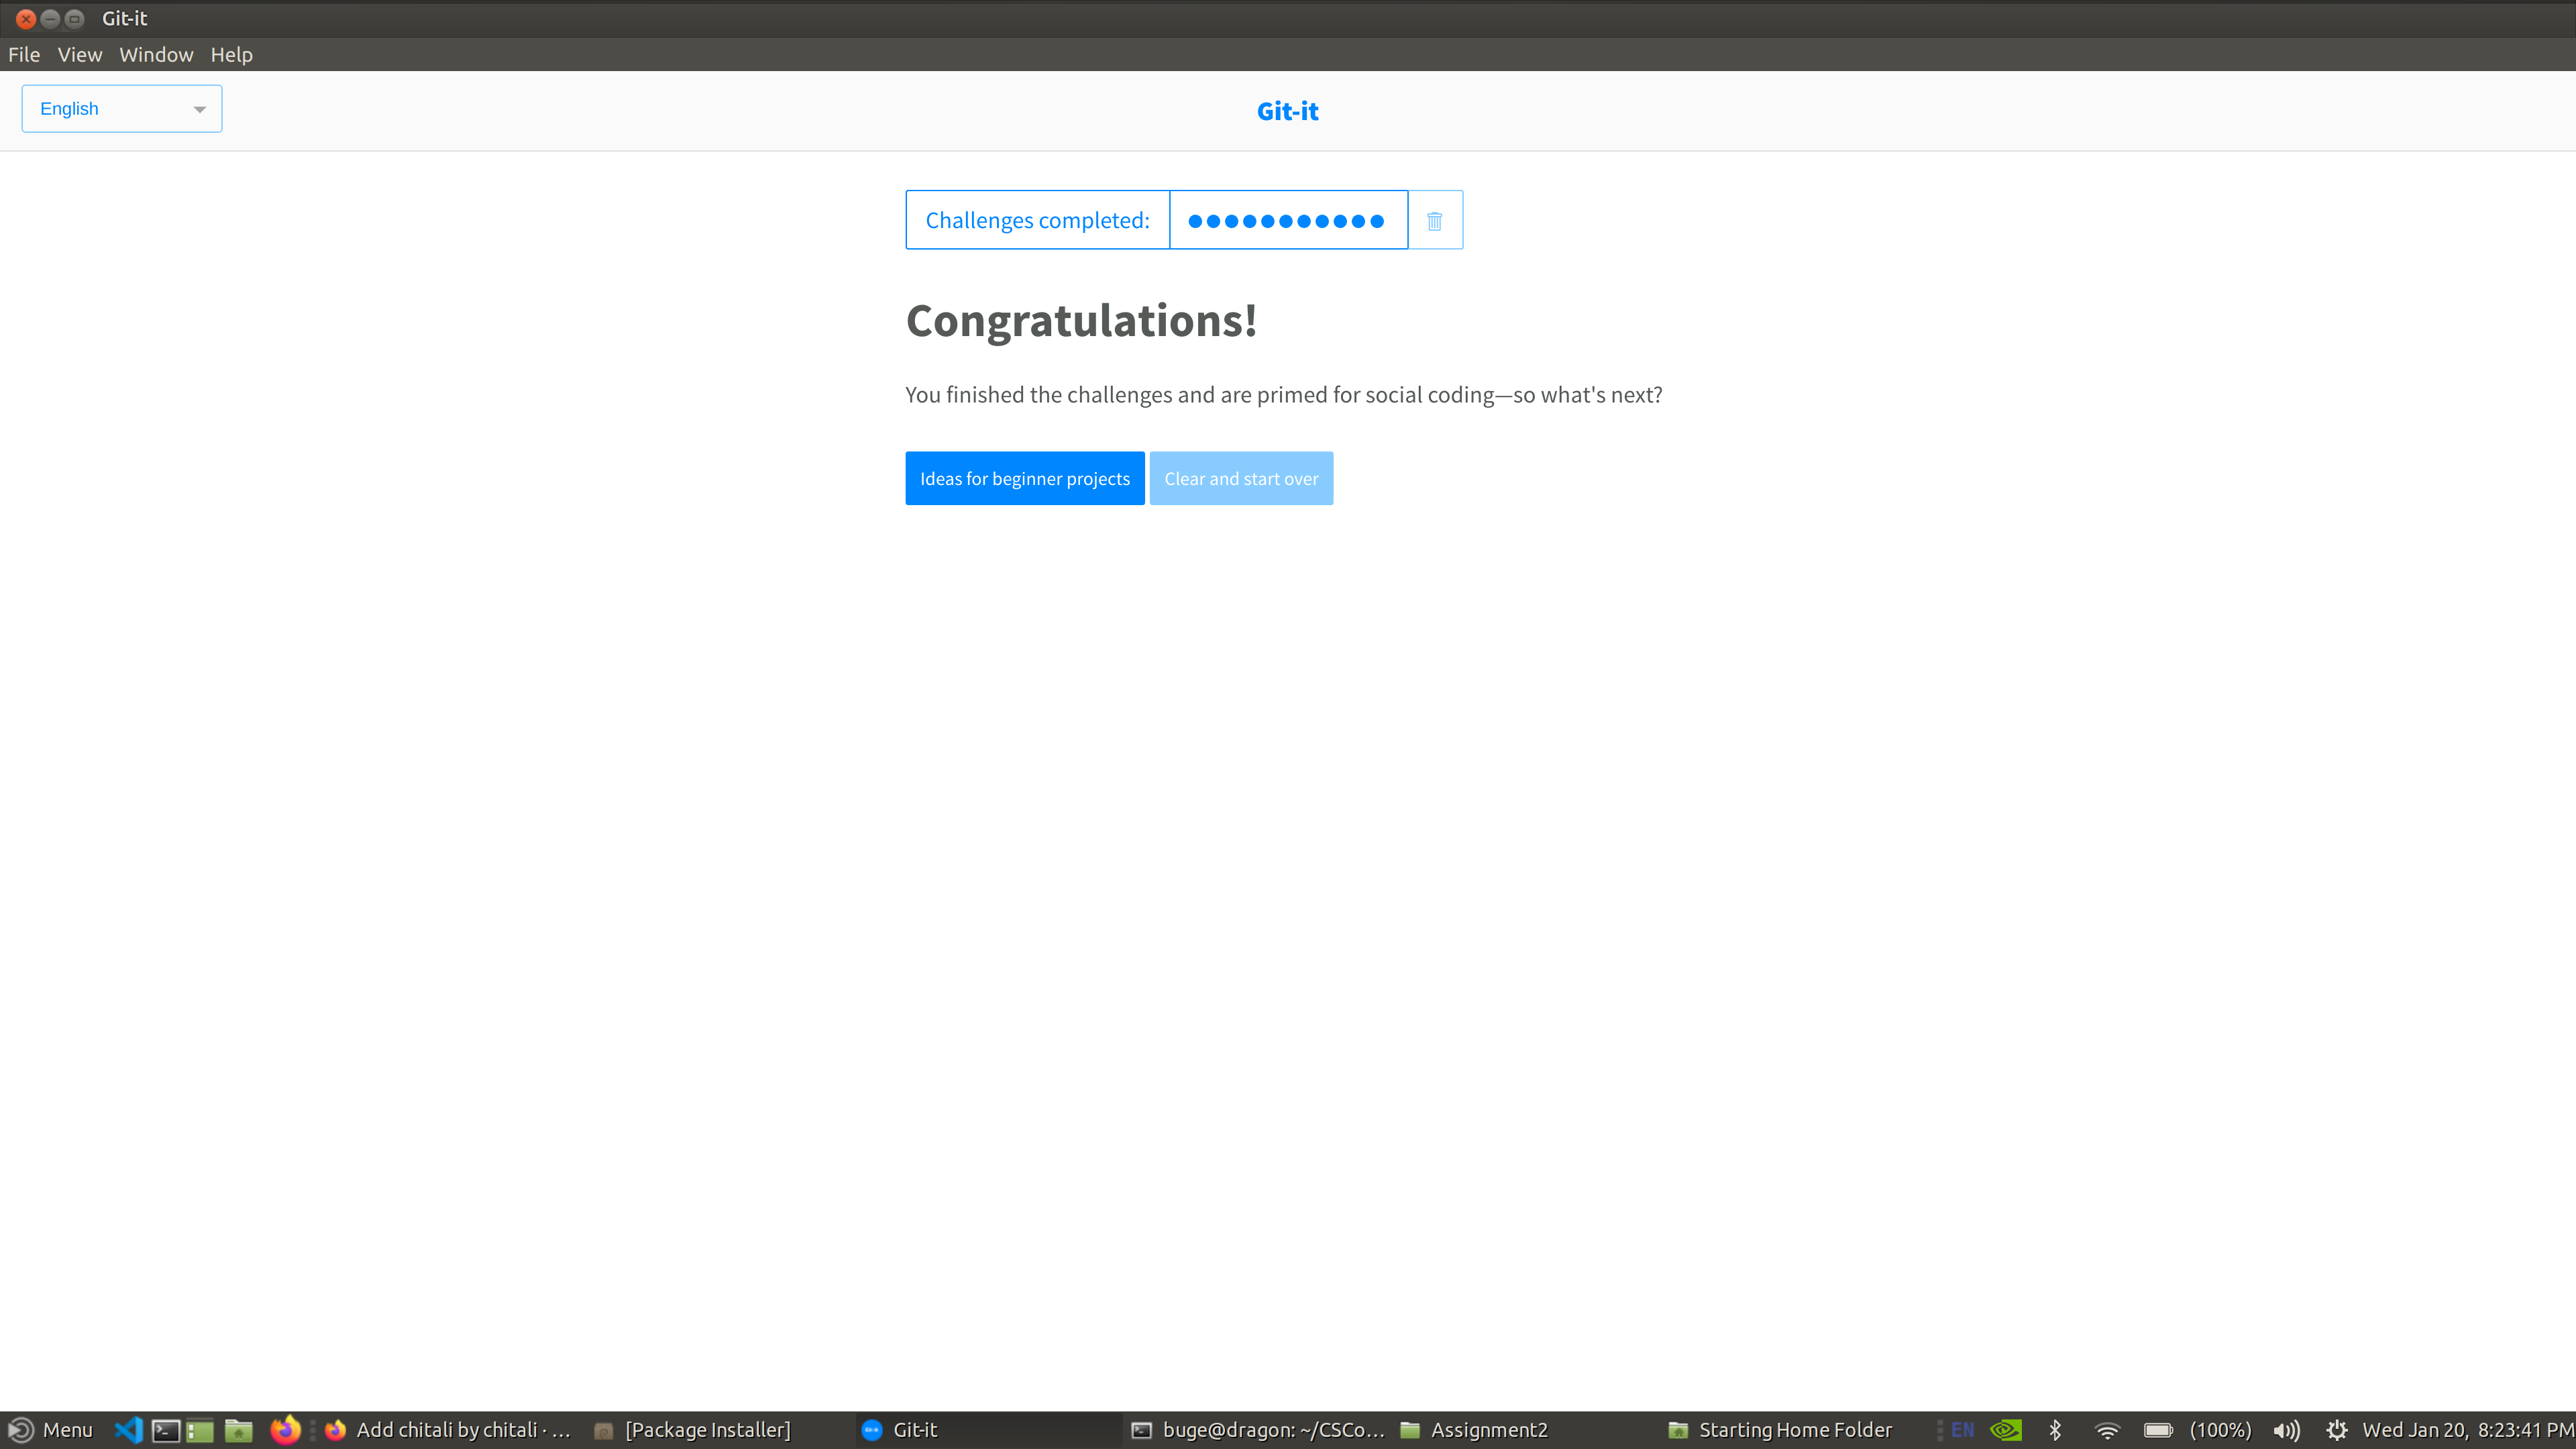 Git-it
File View Window Help
English
Git-it
Challenges completed:
Congratulations!
You finished the challenges and are primed for social coding—so what's next?
Ideas for beginner projects
Clear and start over
Menu
Add chitali by chitali · …
[Package Installer]
Git-it
buge@dragon: ~/CSCo…
Assignment2
Starting Home Folder
EN
(100%)
Wed Jan 20, 8:23:41 PM